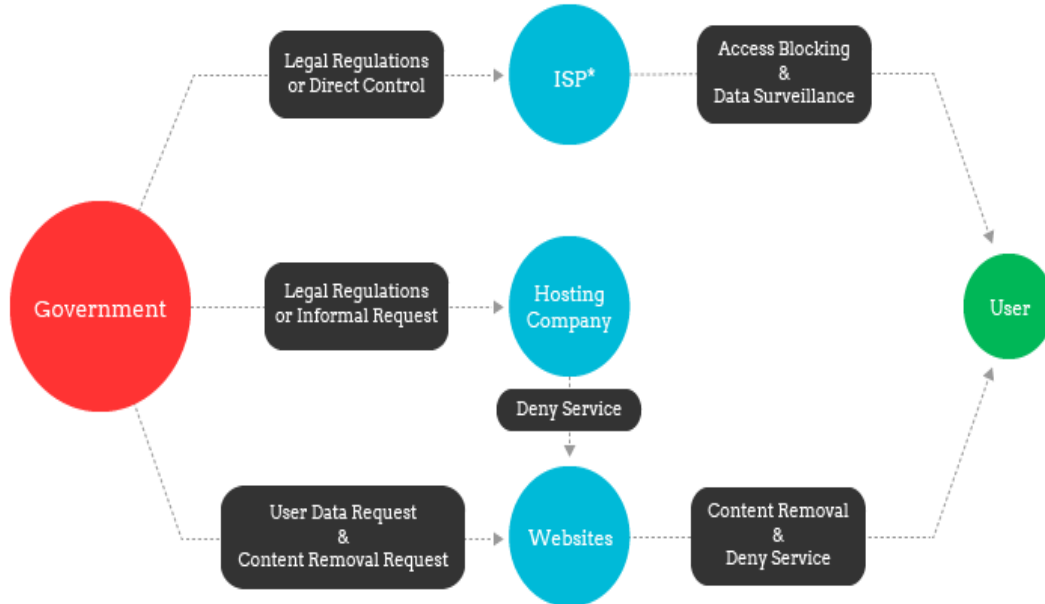 Legal Regulations
or Direct Control
ISP*
Access Blocking
&
Data Surveillance
Government
Legal Regulations
or Informal Request
Hosting
Company
User
Deny Service
User Data Request
&
Content Removal Request
Websites
Content Removal
&
Deny Service